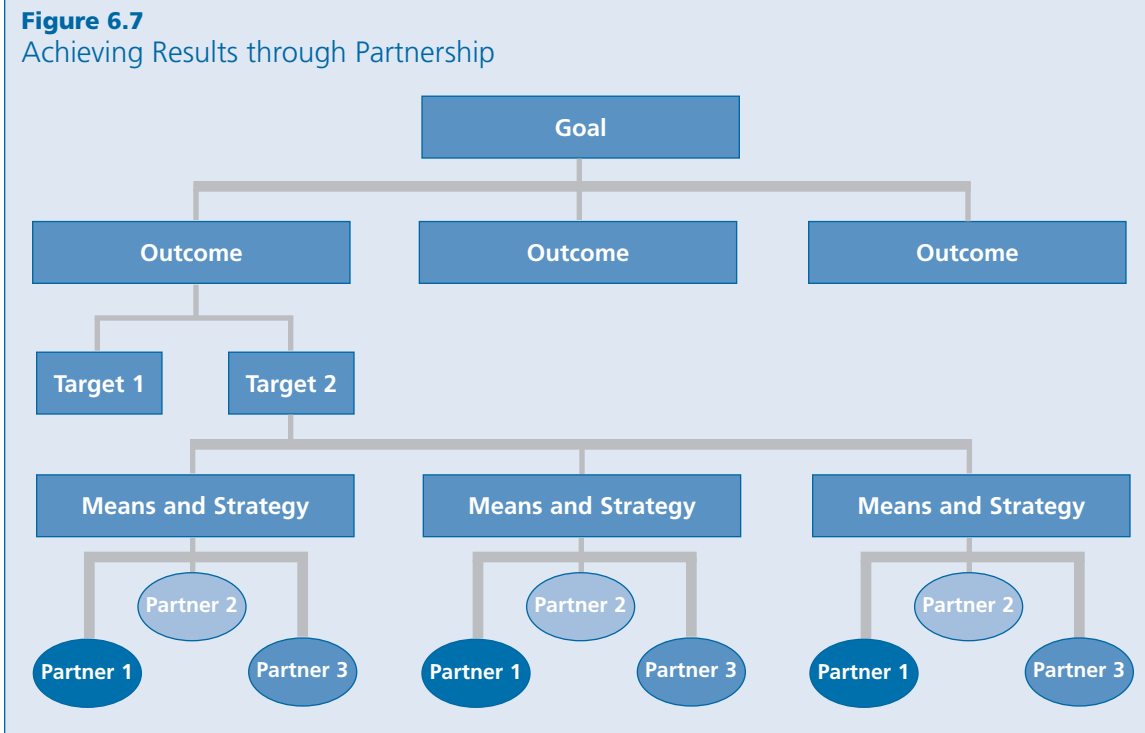 Figure 6.7
Achieving Results through Partnership
Goal
Outcome
Outcome
Outcome
Target 1
Target 2
Means and Strategy
Means and Strategy
Means and Strategy
Partner 2
Partner 2
Partner 2
Partner 1
Partner 3
Partner 1
Partner 3
Partner 1
Partner 3